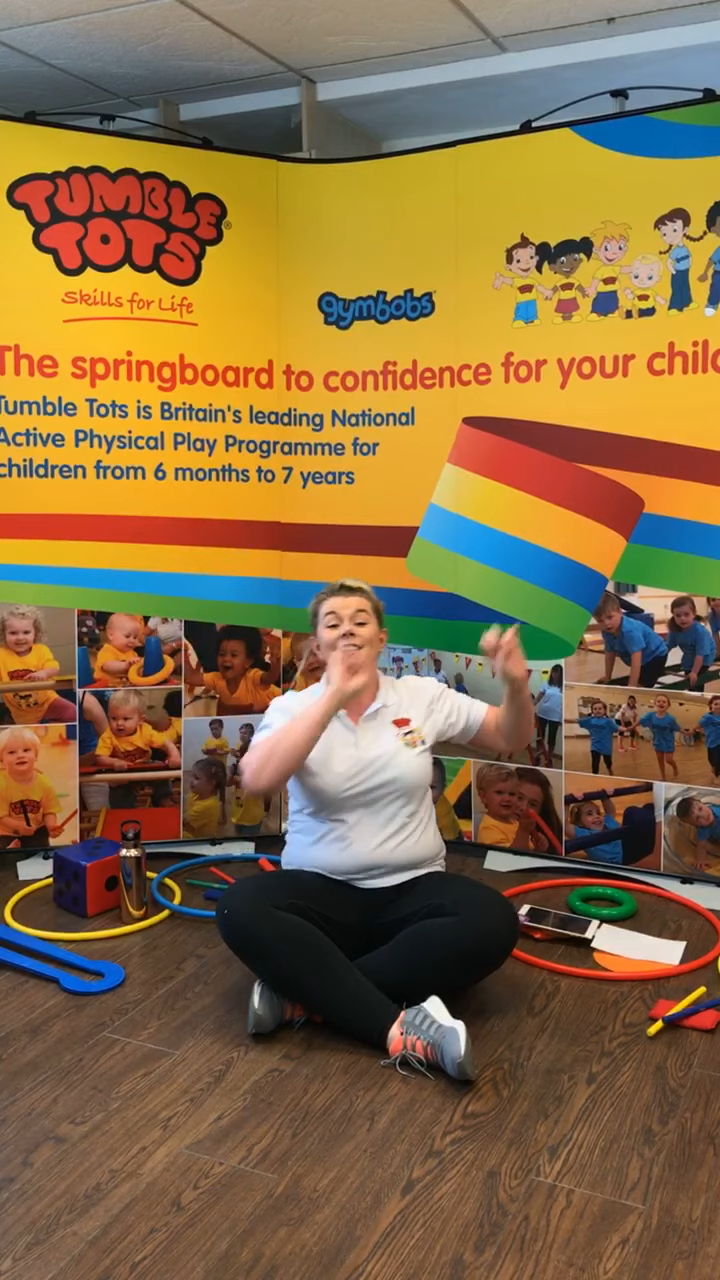 TUMBLE
TOTS®
Skills for Life
gymbobs
The springboard to confidence for your
Tumble Tots is Britain's leading National
Active Physical Play Programme for
children from 6 months to 7 years